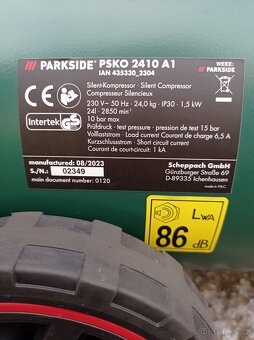 /// PARKSIDE® PSKO 2410 A1
IAN 435330_2304
WEEE:
/// PARKSIDE
Silent-Kompressor - Silent Compressor
Compresseur Silencieux
230 V~ 50 Hz · 24,0 kg · IP30 · 1,5 kW
24l · 2850 min⁻¹
10 bar max
Prüfdruck - test pressure - pression de test 15 bar
Laststrom - load current - Courant de charge 6,5 A
Kurzschlussstrom - Short circuit current
Courant de court-circuit : 1 kA
Intertek
GS
manufactured: 08/2023
S./No.: 02349
main document number: 0120
Scheppach GmbH
Günzburger Straße 69
D-89335 Ichenhausen
LWA
86 dB